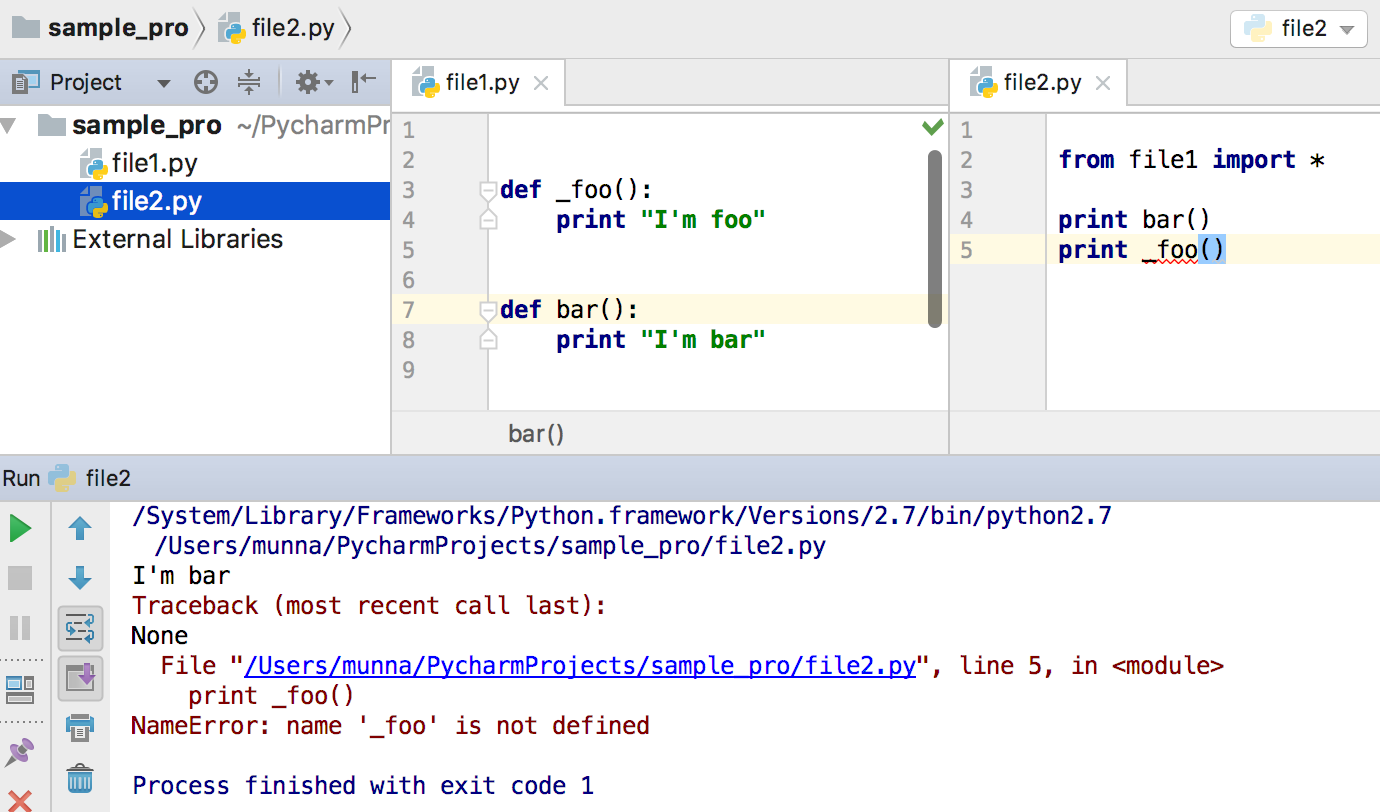 sample_pro file2.py file2
Project
sample_pro ~/PycharmPr
file1.py
file2.py
External Libraries
file1.py
1
2
3 def _foo():
4 print "I'm foo"
5
6
7 def bar():
8 print "I'm bar"
9
bar()
file2.py
1
2 from file1 import *
3
4 print bar()
5 print _foo()
Run file2
/System/Library/Frameworks/Python.framework/Versions/2.7/bin/python2.7
/Users/munna/PycharmProjects/sample_pro/file2.py
I'm bar
Traceback (most recent call last):
None
File "/Users/munna/PycharmProjects/sample_pro/file2.py", line 5, in <module>
print _foo()
NameError: name '_foo' is not defined
Process finished with exit code 1